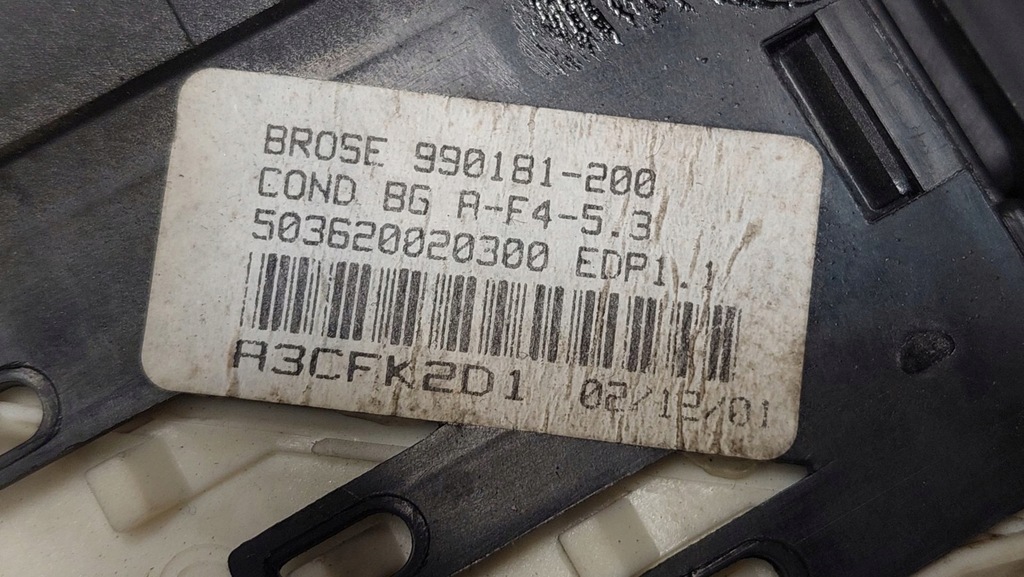 BROSE 990181-200
COND BG A-F4-5.3
503620020300 EDP1.1
A3CFK2D1 02/12/01